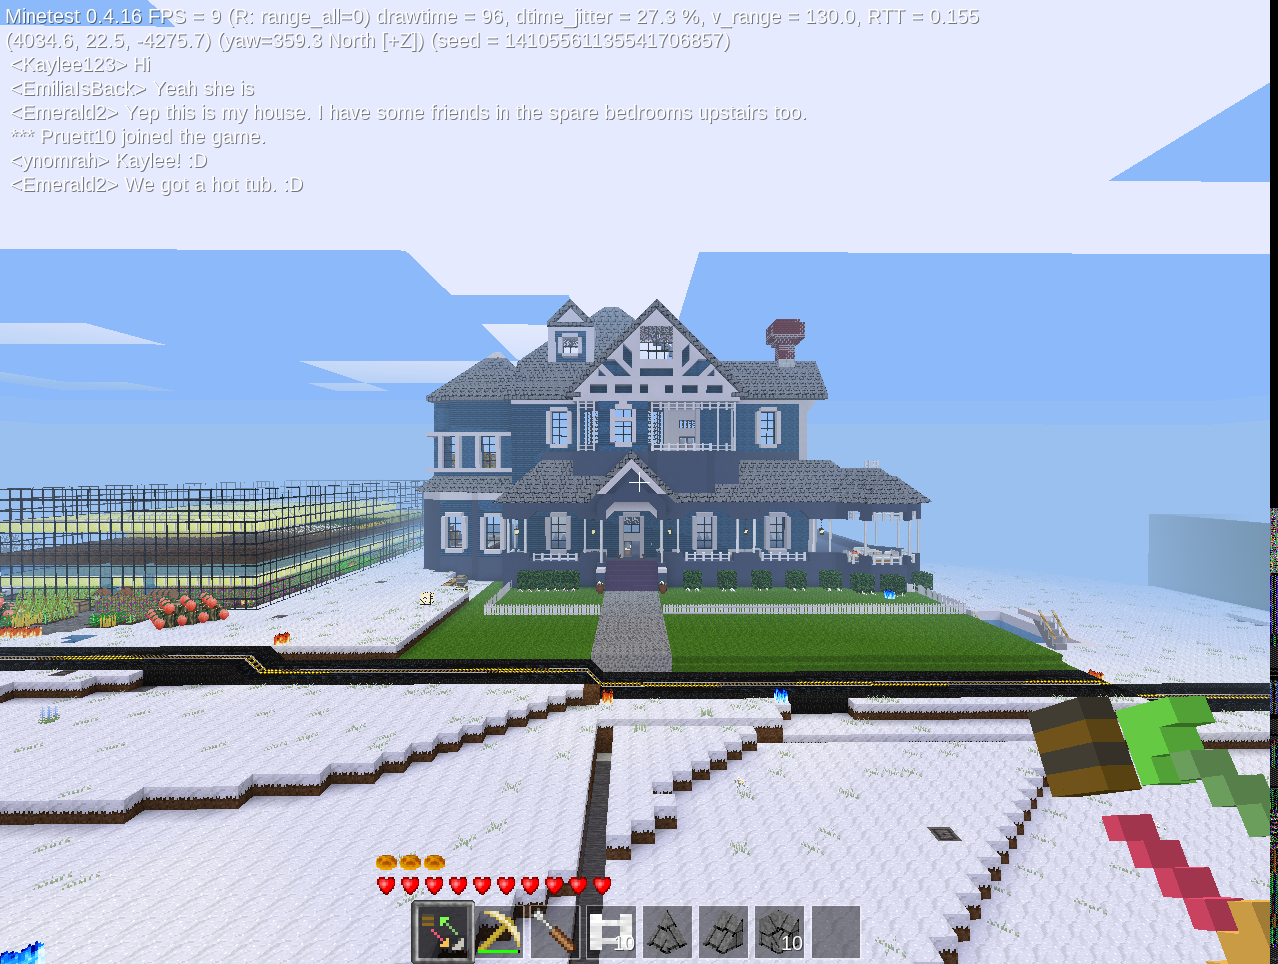 Minetest 0.4.16 FPS = 9 (R: range_all=0) drawtime = 96, dtime_jitter = 27.3 %, v_range = 130.0, RTT = 0.155
(4034.6, 22.5, -4275.7) (yaw=359.3 North [+Z]) (seed = 14105561135541706857)
<Kaylee123> Hi
<EmiliaIsBack> Yeah she is
<Emerald2> Yep this is my house. I have some friends in the spare bedrooms upstairs too.
*** Pruett10 joined the game.
<ynomrah> Kaylee! :D
<Emerald2> We got a hot tub. :D
10
10